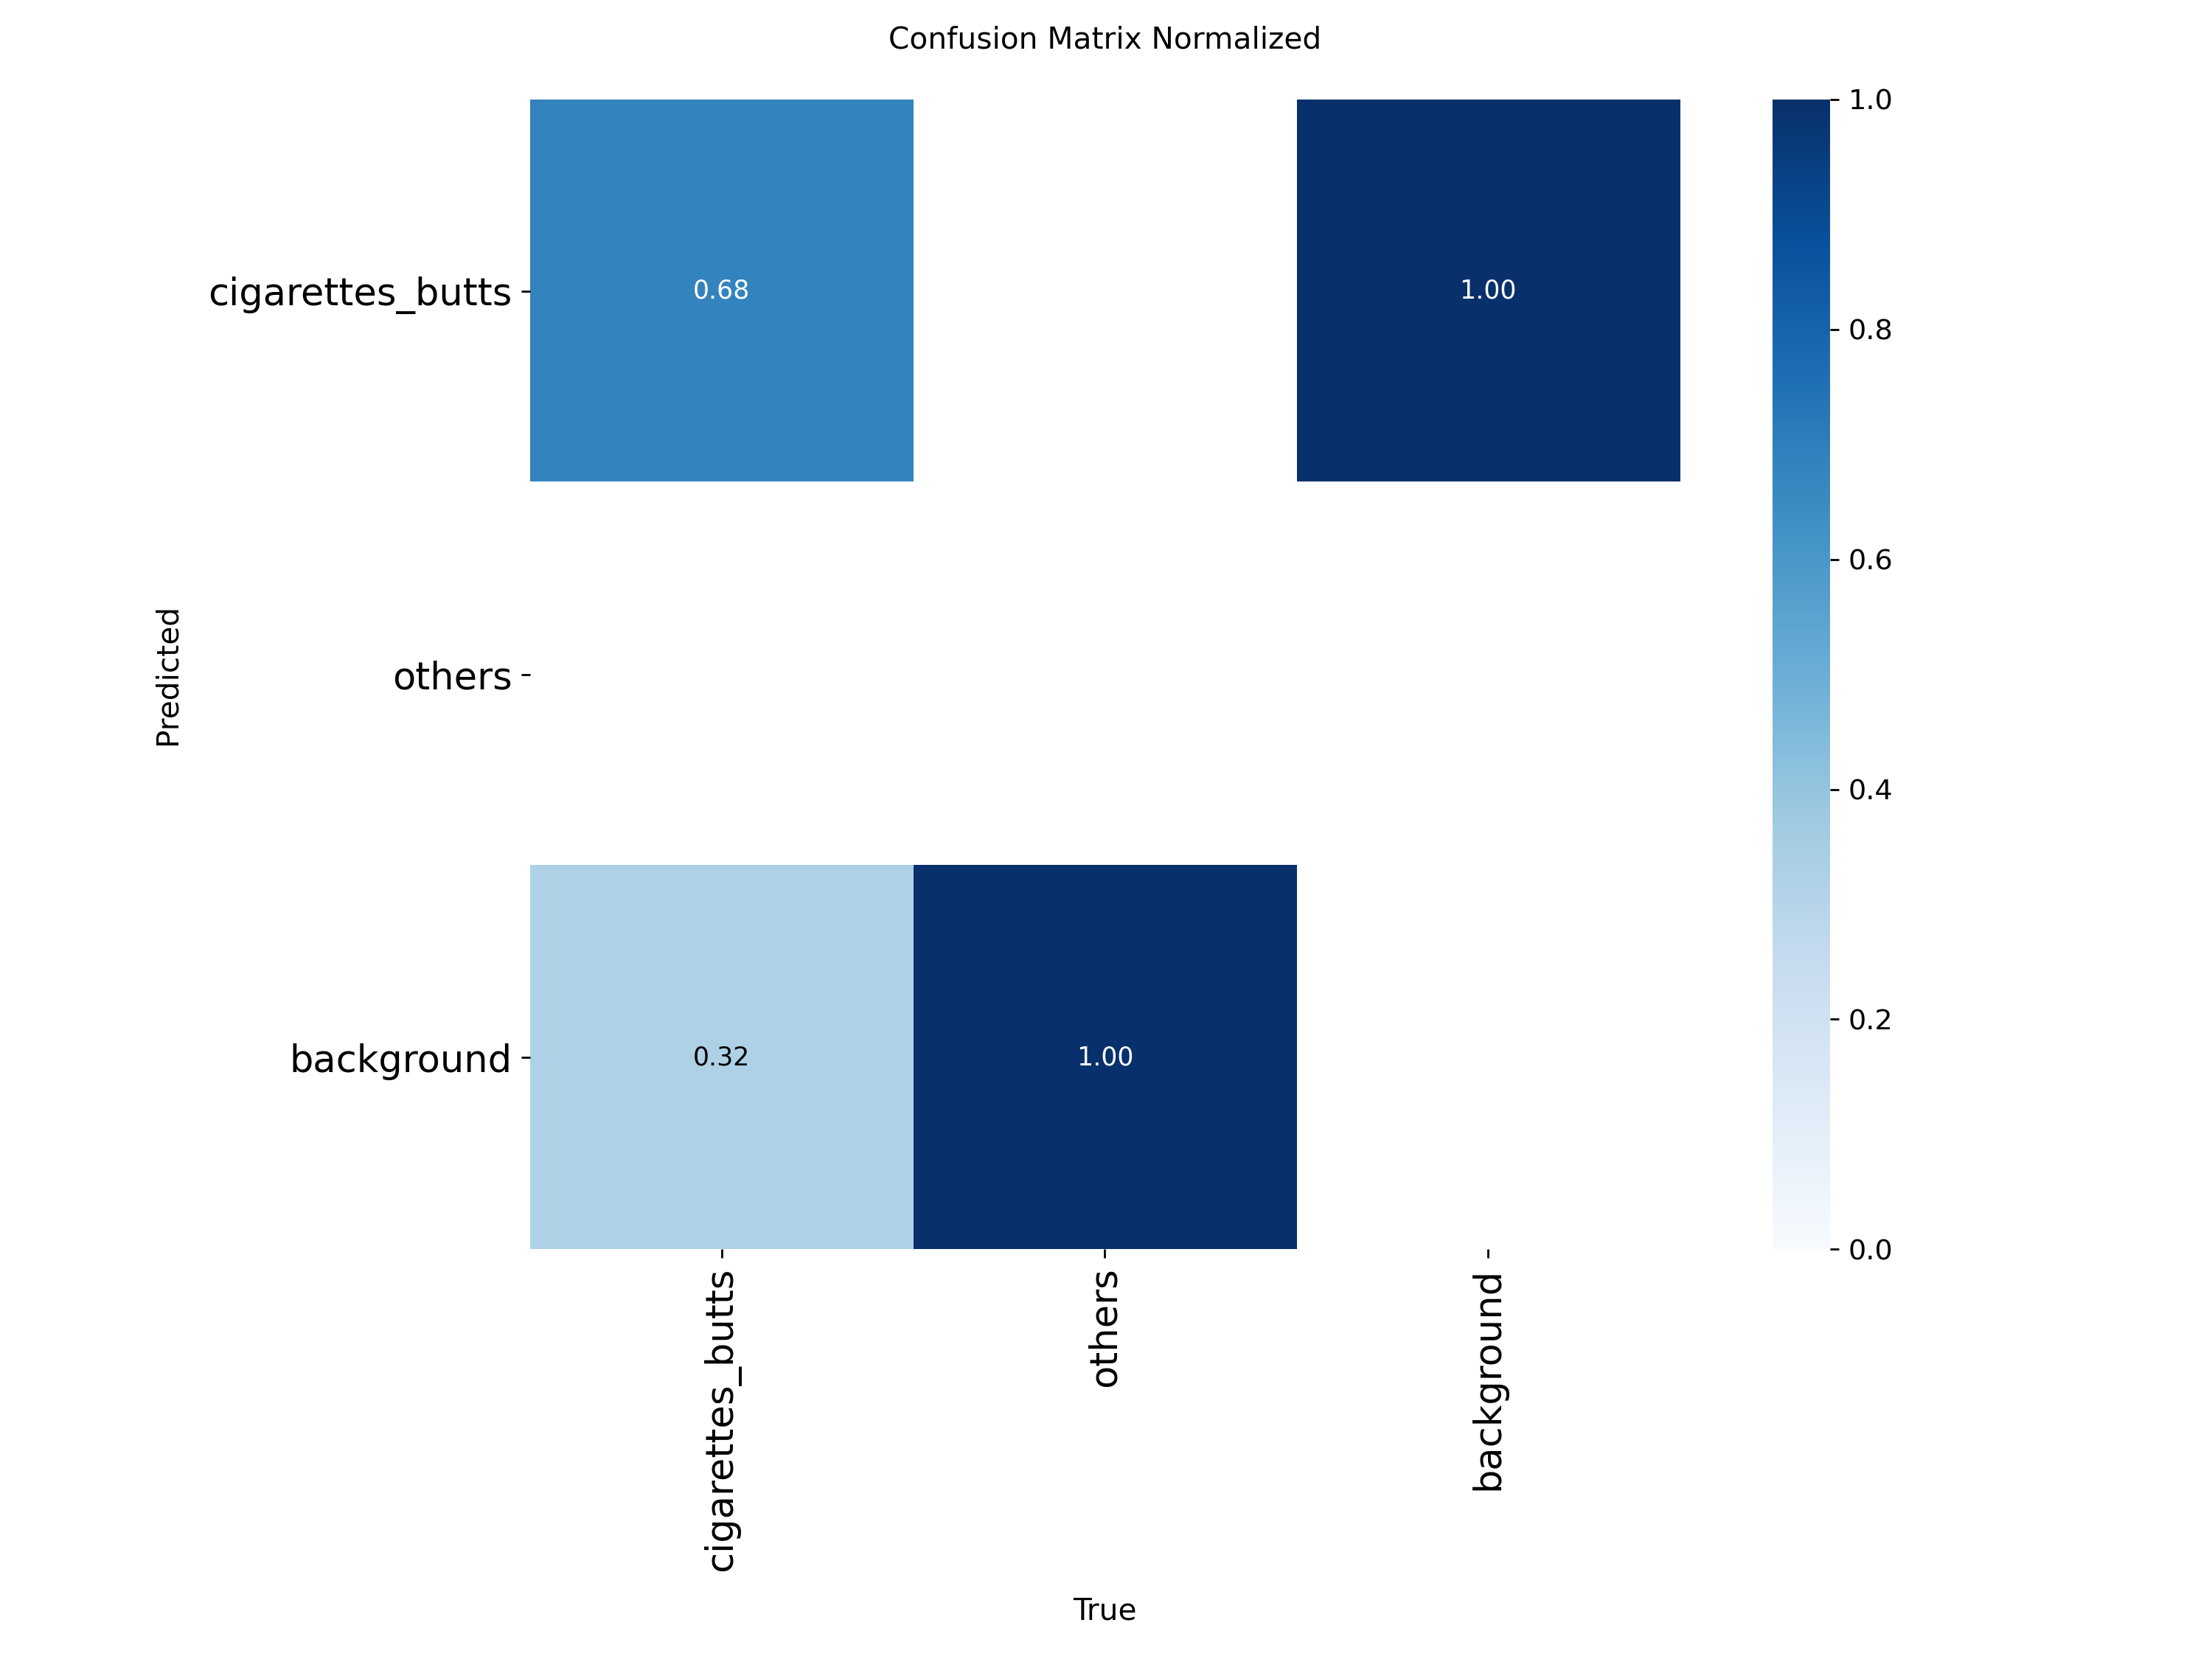 Confusion Matrix Normalized
cigarettes_butts
0.68
1.00
1.0
0.8
0.6
0.4
0.2
0.0
Predicted
others
background
0.32
1.00
cigarettes_butts
others
background
True